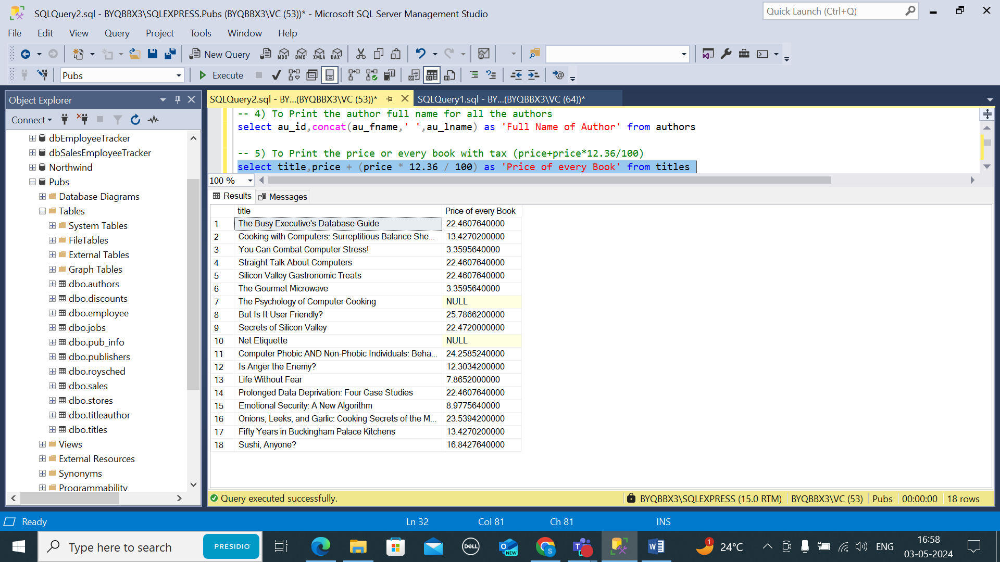 SQLQuery2.sql - BYQBBX3\SQLEXPRESS.Pubs (BYQBBX3\VC (53))* - Microsoft SQL Server Management Studio
Quick Launch (Ctrl+Q)
File Edit View Query Project Tools Window Help
New Query MDX DMX XMLA DAX
Pubs Execute
Object Explorer
Connect
dbEmployeeTracker
dbSalesEmployeeTracker
Northwind
Pubs
Database Diagrams
Tables
System Tables
FileTables
External Tables
Graph Tables
dbo.authors
dbo.discounts
dbo.employee
dbo.jobs
dbo.pub_info
dbo.publishers
dbo.roysched
dbo.sales
dbo.stores
dbo.titleauthor
dbo.titles
Views
External Resources
Synonyms
Programmability
SQLQuery2.sql - BY...(BYQBBX3\VC (53))* SQLQuery1.sql - BY...(BYQBBX3\VC (64))*
-- 4) To Print the author full name for all the authors
select au_id,concat(au_fname,' ',au_lname) as 'Full Name of Author' from authors
-- 5) To Print the price or every book with tax (price+price*12.36/100)
select title,price + (price * 12.36 / 100) as 'Price of every Book' from titles
100 %
Results Messages
title Price of every Book
1 The Busy Executive's Database Guide 22.4607640000
2 Cooking with Computers: Surreptitious Balance She... 13.4270200000
3 You Can Combat Computer Stress! 3.3595640000
4 Straight Talk About Computers 22.4607640000
5 Silicon Valley Gastronomic Treats 22.4607640000
6 The Gourmet Microwave 3.3595640000
7 The Psychology of Computer Cooking NULL
8 But Is It User Friendly? 25.7866200000
9 Secrets of Silicon Valley 22.4720000000
10 Net Etiquette NULL
11 Computer Phobic AND Non-Phobic Individuals: Beha... 24.2585240000
12 Is Anger the Enemy? 12.3034200000
13 Life Without Fear 7.8652000000
14 Prolonged Data Deprivation: Four Case Studies 22.4607640000
15 Emotional Security: A New Algorithm 8.9775640000
16 Onions, Leeks, and Garlic: Cooking Secrets of the M... 23.5394200000
17 Fifty Years in Buckingham Palace Kitchens 13.4270200000
18 Sushi, Anyone? 16.8427640000
Query executed successfully. BYQBBX3\SQLEXPRESS (15.0 RTM) BYQBBX3\VC (53) Pubs 00:00:00 18 rows
Ready Ln 32 Col 81 Ch 81 INS
Type here to search PRESIDIO DELL NEW S 1 24°C ENG 16:58
03-05-2024